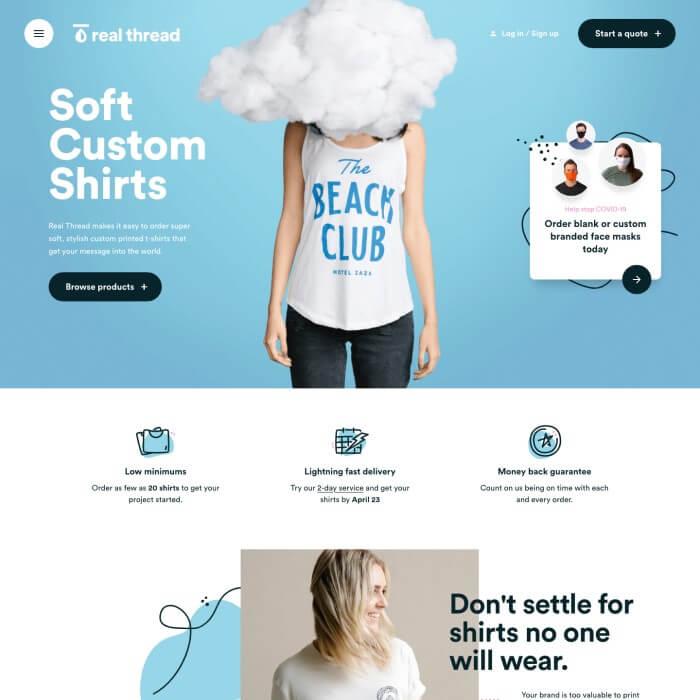 real thread
Log in / Sign up
Start a quote +
Soft
Custom
Shirts
Real Thread makes it easy to order super
soft, stylish custom printed t-shirts that
get your message into the world.
Browse products +
The
BEACH
CLUB
HOTEL ZAZA
Help stop COVID-19
Order blank or custom
branded face masks
today
Low minimums
Order as few as 20 shirts to get your
project started.
Lightning fast delivery
Try our 2-day service and get your
shirts by April 23
Money back guarantee
Count on us being on time with each
and every order.
Don't settle for
shirts no one
will wear.
Your brand is too valuable to print